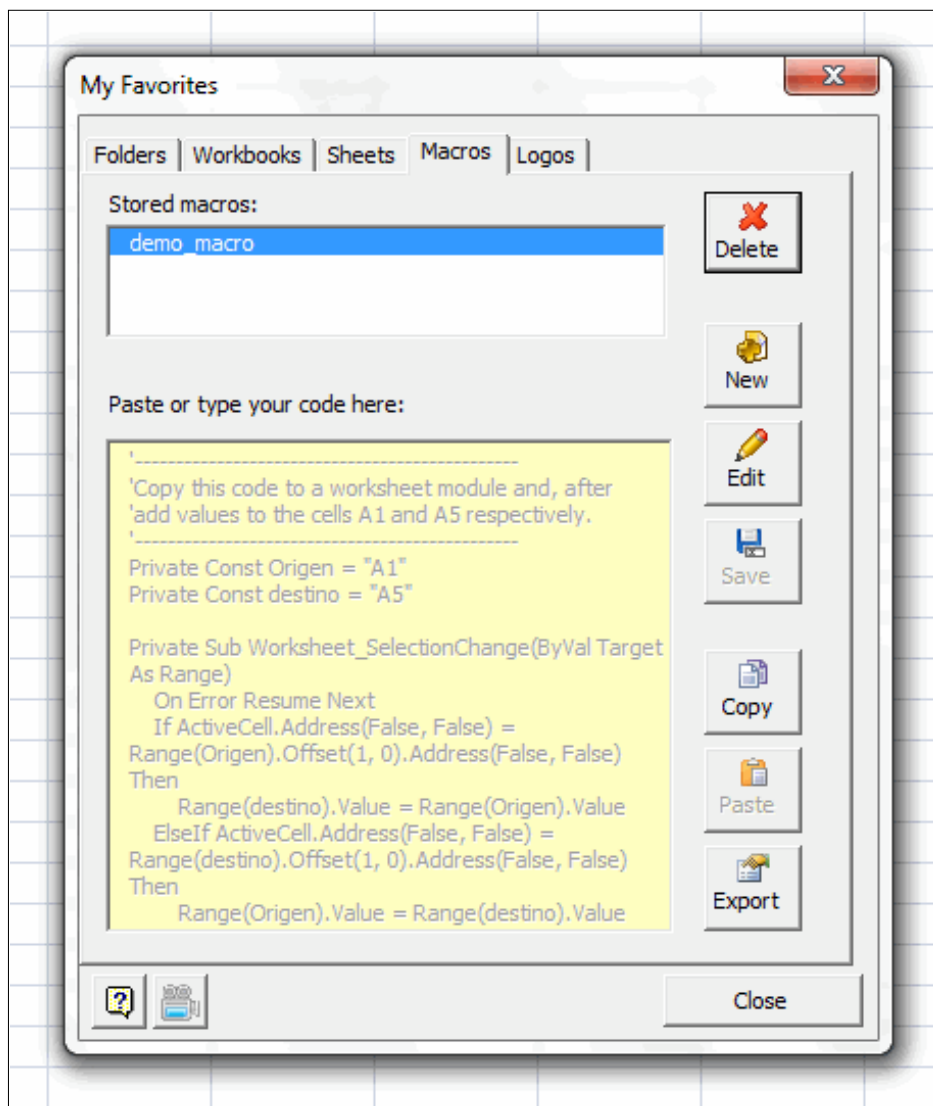 My Favorites
Folders Workbooks Sheets Macros Logos
Stored macros:
demo_macro
Delete
New
Paste or type your code here:
'----------------------------------------------
'Copy this code to a worksheet module and, after
'add values to the cells A1 and A5 respectively.
'----------------------------------------------
Private Const Origen = "A1"
Private Const destino = "A5"
Private Sub Worksheet_SelectionChange(ByVal Target
As Range)
On Error Resume Next
If ActiveCell.Address(False, False) =
Range(Origen).Offset(1, 0).Address(False, False)
Then
Range(destino).Value = Range(Origen).Value
ElseIf ActiveCell.Address(False, False) =
Range(destino).Offset(1, 0).Address(False, False)
Then
Range(Origen).Value = Range(destino).Value
Edit
Save
Copy
Paste
Export
?
Close